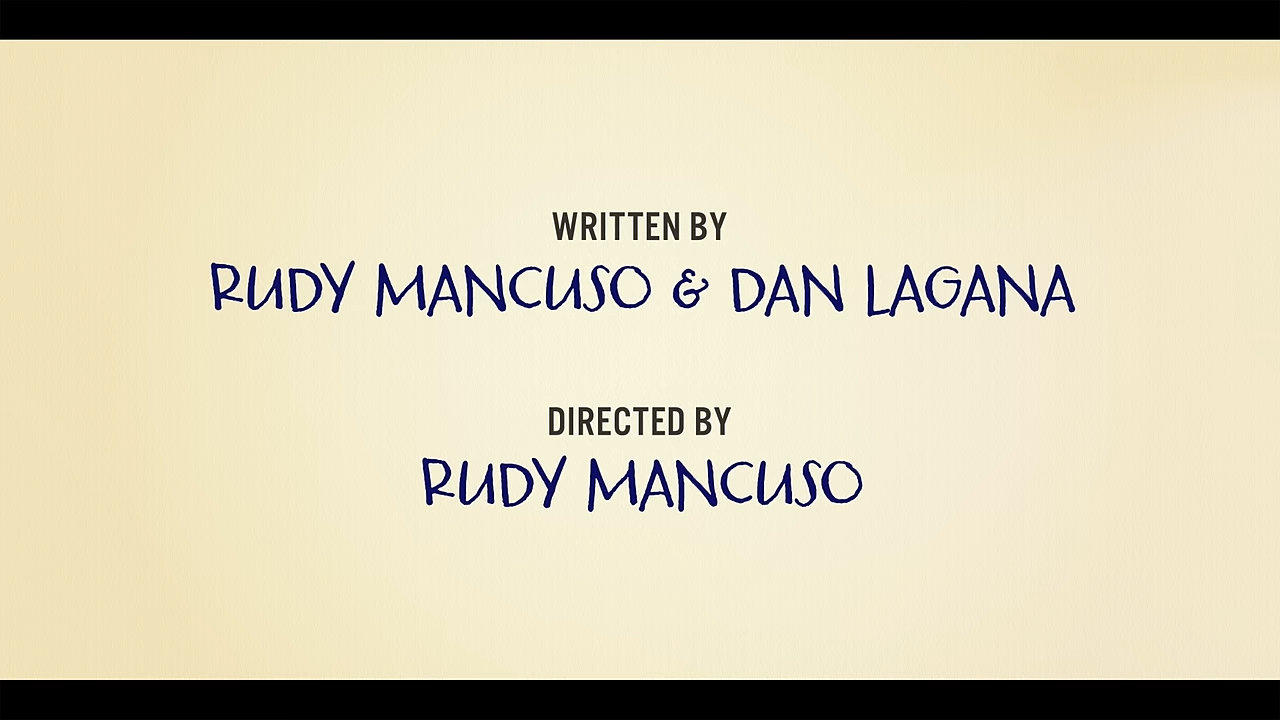 WRITTEN BY
RUDY MANCUSO & DAN LAGANA
DIRECTED BY
RUDY MANCUSO